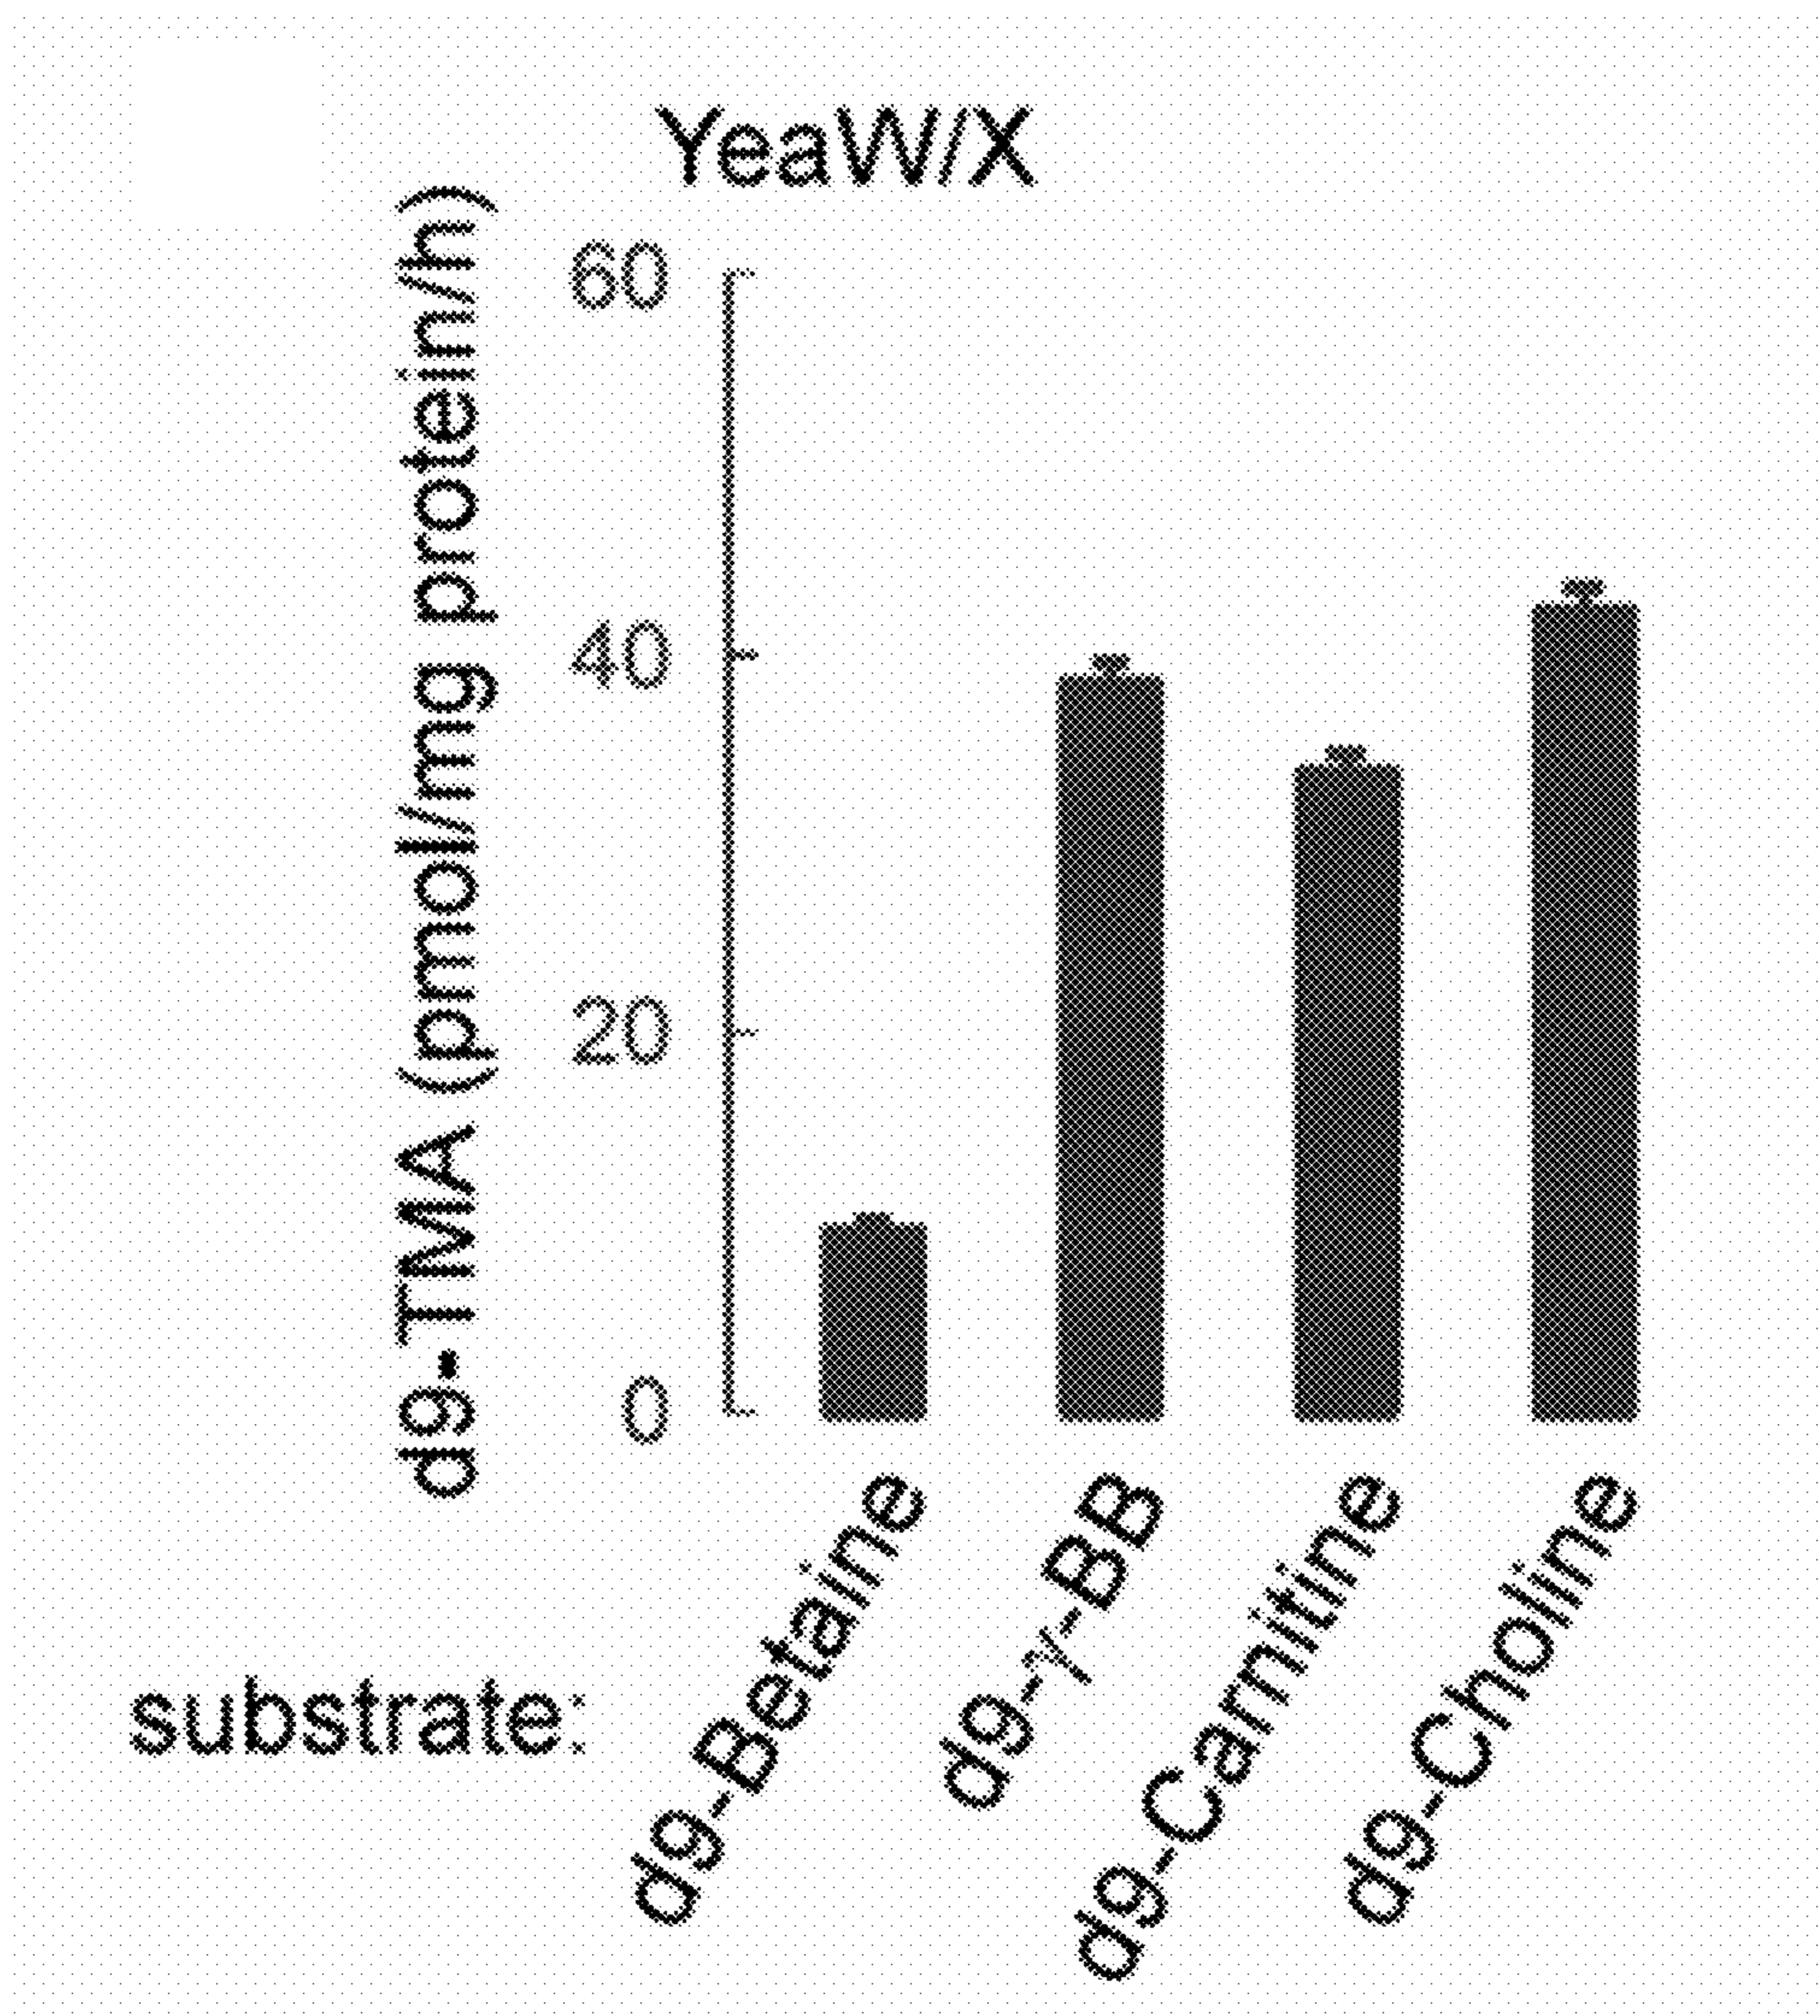 YeaW/X
d9-TMA (pmol/mg protein/h)
60
40
20
0
substrate:
d9-Betaine
d9-γ-BB
d9-Carnitine
d9-Choline